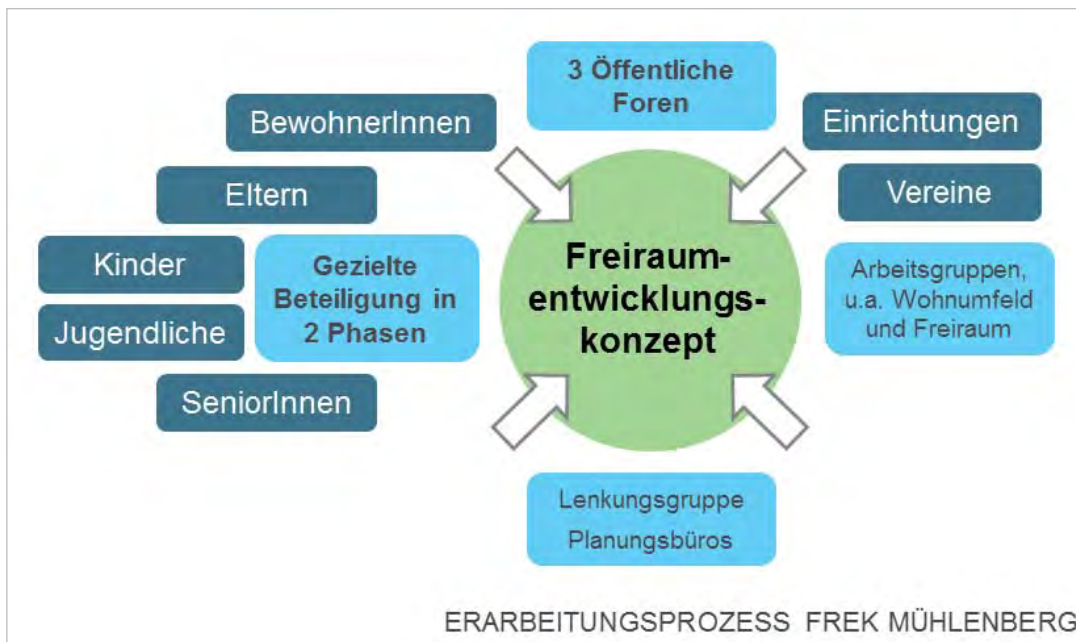 3 Öffentliche
Foren
BewohnerInnen
Eltern
Kinder
Jugendliche
SeniorInnen
Gezielte
Beteiligung in
2 Phasen
Freiraum-
entwicklungs-
konzept
Einrichtungen
Vereine
Arbeitsgruppen,
u.a. Wohnumfeld
und Freiraum
Lenkungsgruppe
Planungsbüros
ERARBEITUNGSPROZESS FREK MÜHLENBERG